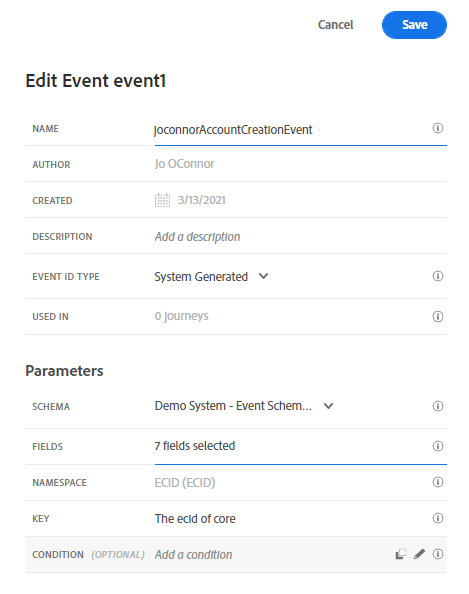 Cancel Save
Edit Event event1
NAME JoconnorAccountCreationEvent
AUTHOR Jo OConnor
CREATED 3/13/2021
DESCRIPTION Add a description
EVENT ID TYPE System Generated
USED IN 0 Journeys
Parameters
SCHEMA Demo System - Event Schem...
FIELDS 7 fields selected
NAMESPACE ECID (ECID)
KEY The ecid of core
CONDITION (OPTIONAL) Add a condition